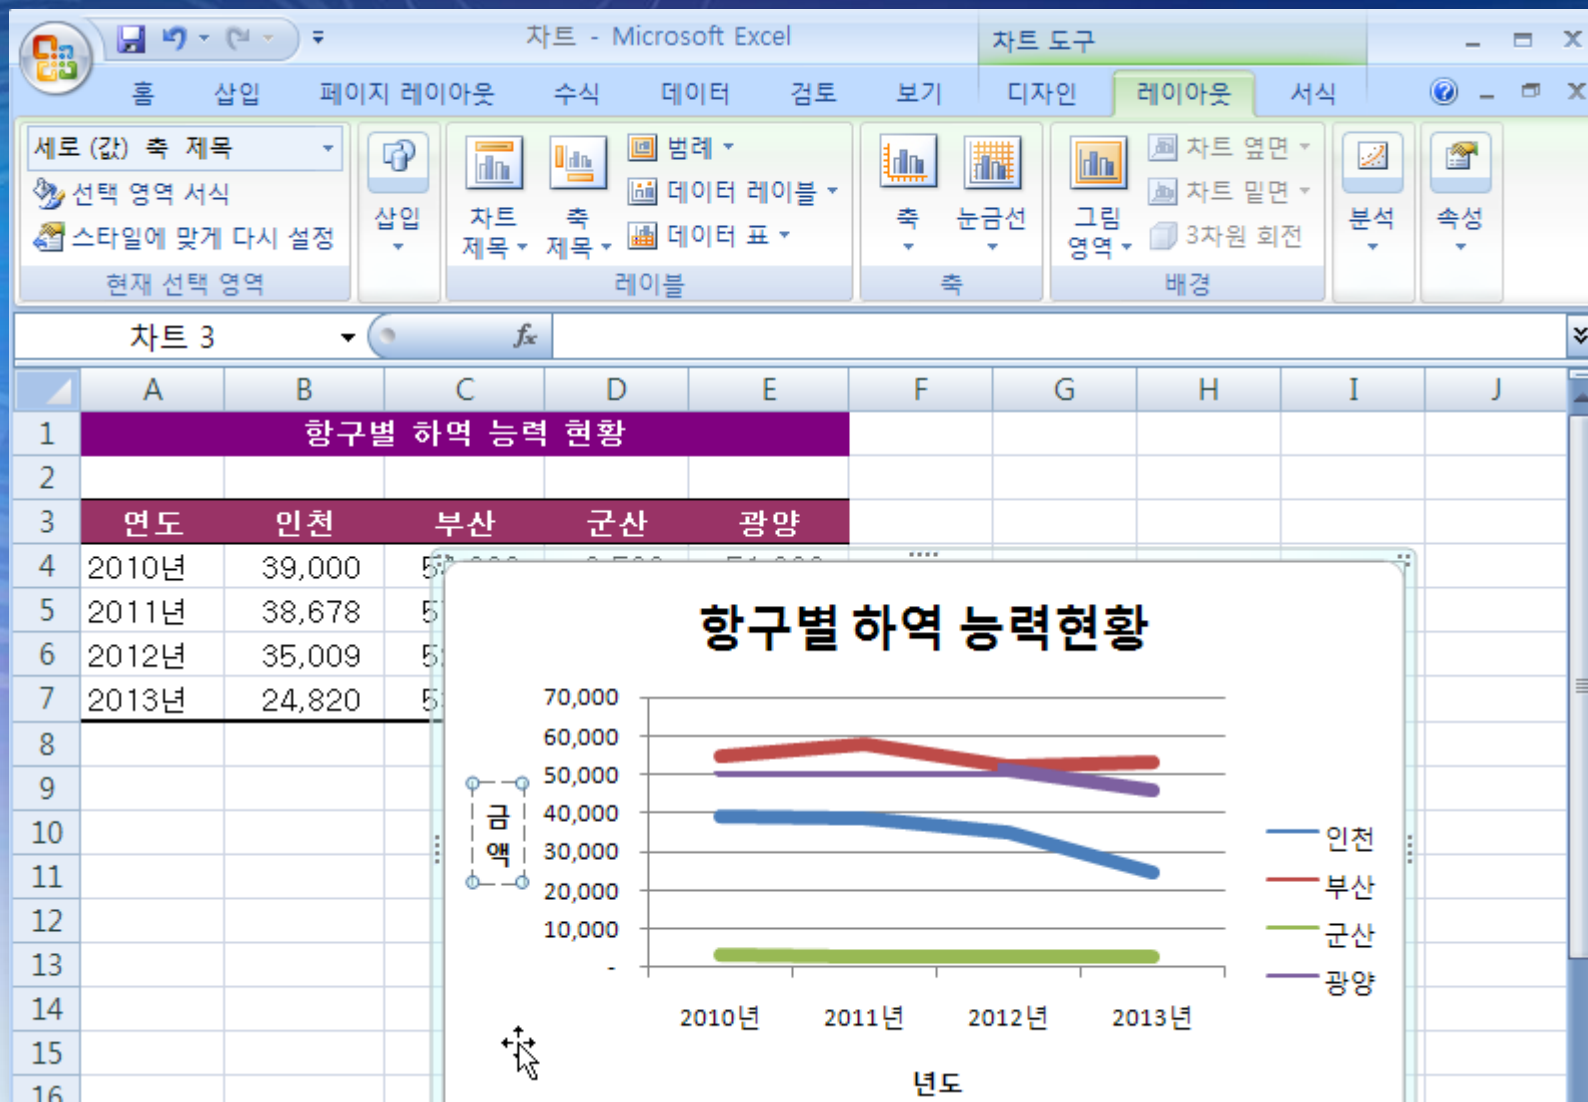 차트 - Microsoft Excel
차트 도구
홈 삽입 페이지 레이아웃 수식 데이터 검토 보기 디자인 레이아웃 서식
세로 (값) 축 제목
선택 영역 서식
스타일에 맞게 다시 설정
현재 선택 영역
삽입
차트
제목
축
제목
범례
데이터 레이블
데이터 표
레이블
축
눈금선
축
그림
영역
차트 옆면
차트 밑면
3차원 회전
배경
분석
속성
차트 3
fx
A B C D E F G H I J
1 항구별 하역 능력 현황
2
3 연도 인천 부산 군산 광양
4 2010년 39,000
5 2011년 38,678
6 2012년 35,009
7 2013년 24,820
8
9
10
11
12
13
14
15
16
항구별 하역 능력현황
70,000
60,000
50,000
40,000
30,000
20,000
10,000
-
금
액
2010년 2011년 2012년 2013년
년도
인천
부산
군산
광양